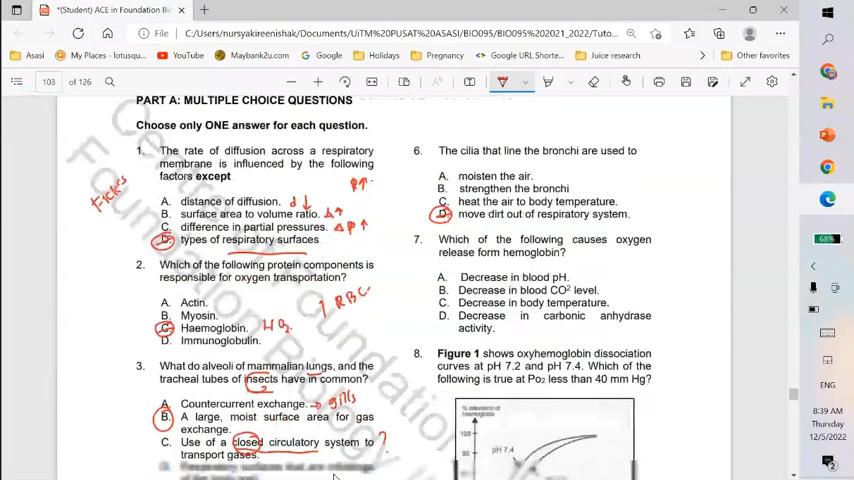 *(Student) ACE in Foundation Bi
File
C:/Users/nursyakireenishak/Documents/UiTM%20PUSAT%20ASASI/BIO095/BIO095%202021_2022/Tuto...
Asasi
My Places - lotusqu...
YouTube
Maybank2u.com
Holidays
Pregnancy
Google URL Shorte...
Juice research
Other favorites
103 of 126
PART A: MULTIPLE CHOICE QUESTIONS
Choose only ONE answer for each question.
1. The rate of diffusion across a respiratory
membrane is influenced by the following
factors except
R↑
factors
A. distance of diffusion. d ↓
B. surface area to volume ratio. ↑
C. difference in partial pressures. ΔP ↑
D. types of respiratory surfaces
2. Which of the following protein components is
responsible for oxygen transportation?
A. Actin.
B. Myosin.
RBC
C. Haemoglobin. HO2
D. Immunoglobulin.
3. What do alveoli of mammalian lungs, and the
tracheal tubes of insects have in common?
2
A. Countercurrent exchange. → gills
B. A large, moist surface area for gas
exchange.
C. Use of a closed circulatory system to ?
transport gases.
6. The cilia that line the bronchi are used to
A. moisten the air.
B. strengthen the bronchi
C. heat the air to body temperature.
D. move dirt out of respiratory system.
7. Which of the following causes oxygen
release form hemoglobin?
A. Decrease in blood pH.
B. Decrease in blood CO² level.
C. Decrease in body temperature.
D. Decrease in carbonic anhydrase
activity.
8. Figure 1 shows oxyhemoglobin dissociation
curves at pH 7.2 and pH 7.4. Which of the
following is true at Po2 less than 40 mm Hg?
100
pH 7.4
80
Foundation Biology
68%
ENG
8:39 AM
Thursday
12/5/2022
2